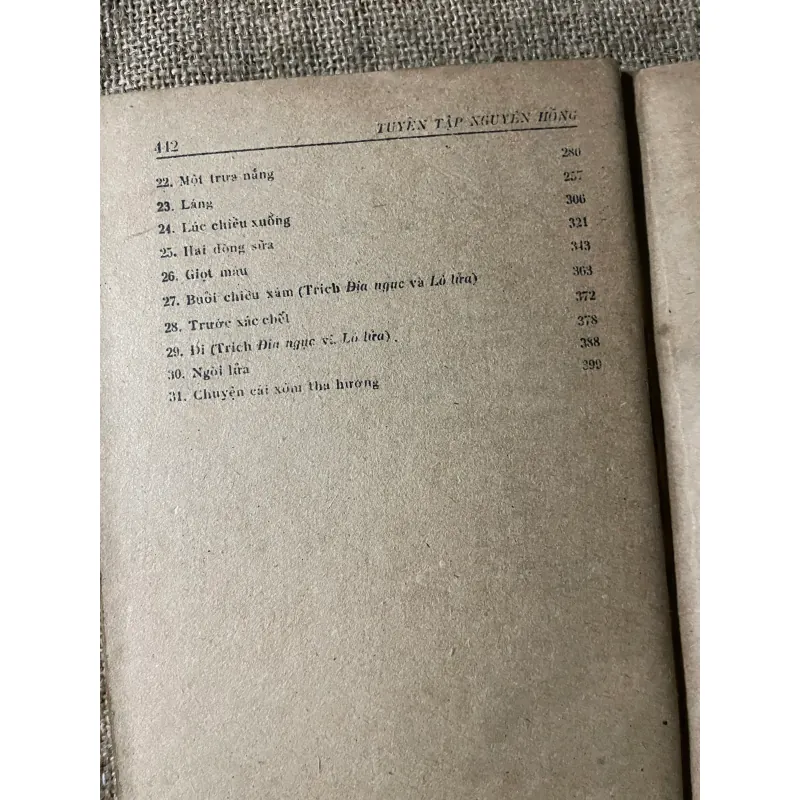 442 TUYỂN TẬP NGUYÊN HỒNG
22. Một trưa nắng 280
23. Láng 257
24. Lúc chiều xuống 306
25. Hai dòng sữa 321
26. Giọt máu 343
27. Buổi chiều xám (Trích Địa ngục và Lò lửa) 363
28. Trước xác chết 372
29. Đi (Trích Địa ngục và Lò lửa) 378
30. Ngòi lửa 388
31. Chuyện cái xóm tha hương 399